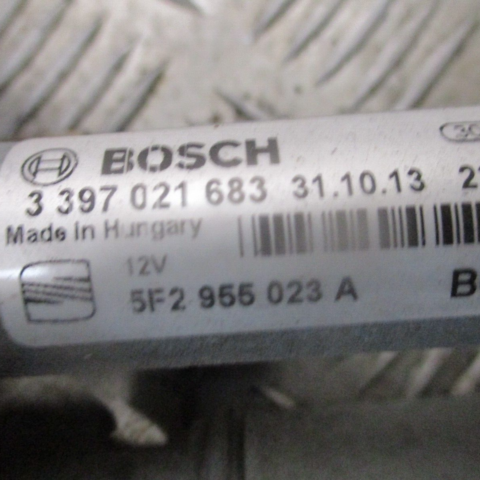 BOSCH
3 397 021 683 31.10.13
Made in Hungary
12V
5F2 955 023 A